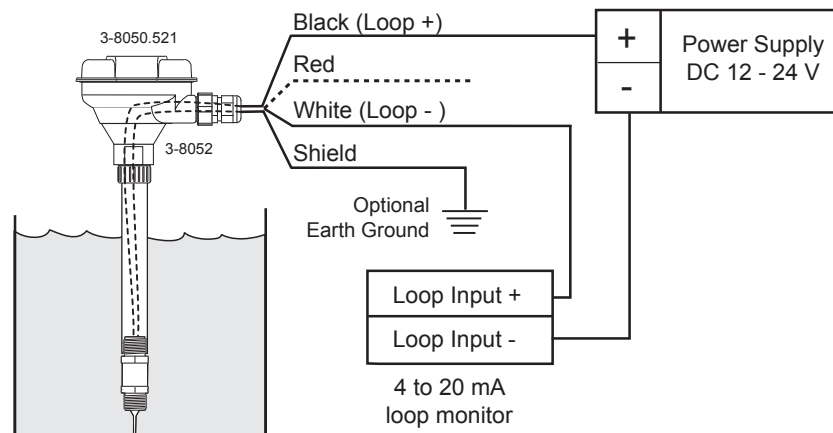 3-8050.521
Black (Loop +)
+
Power Supply
DC 12 - 24 V
Red
-
White (Loop - )
3-8052
Shield
Optional
Earth Ground
Loop Input +
Loop Input -
4 to 20 mA
loop monitor